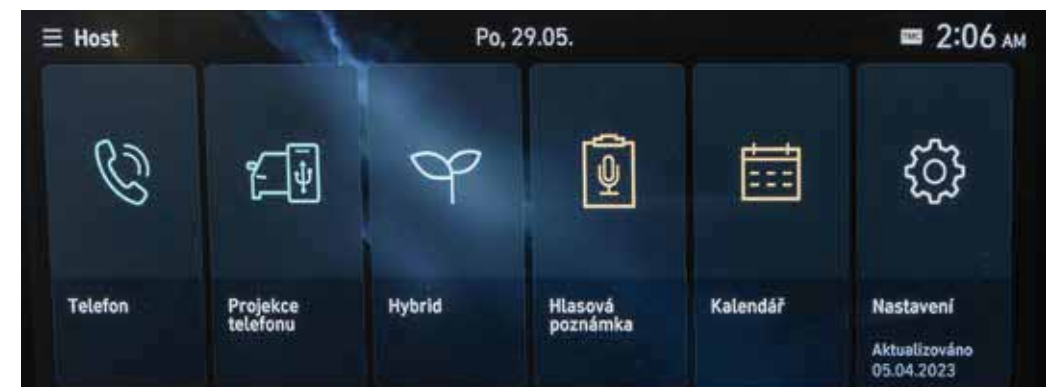 Host
Po, 29.05.
TMC 2:06 AM
Telefon
Projekce
telefonu
Hybrid
Hlasová
poznámka
Kalendář
Nastavení
Aktualizováno
05.04.2023